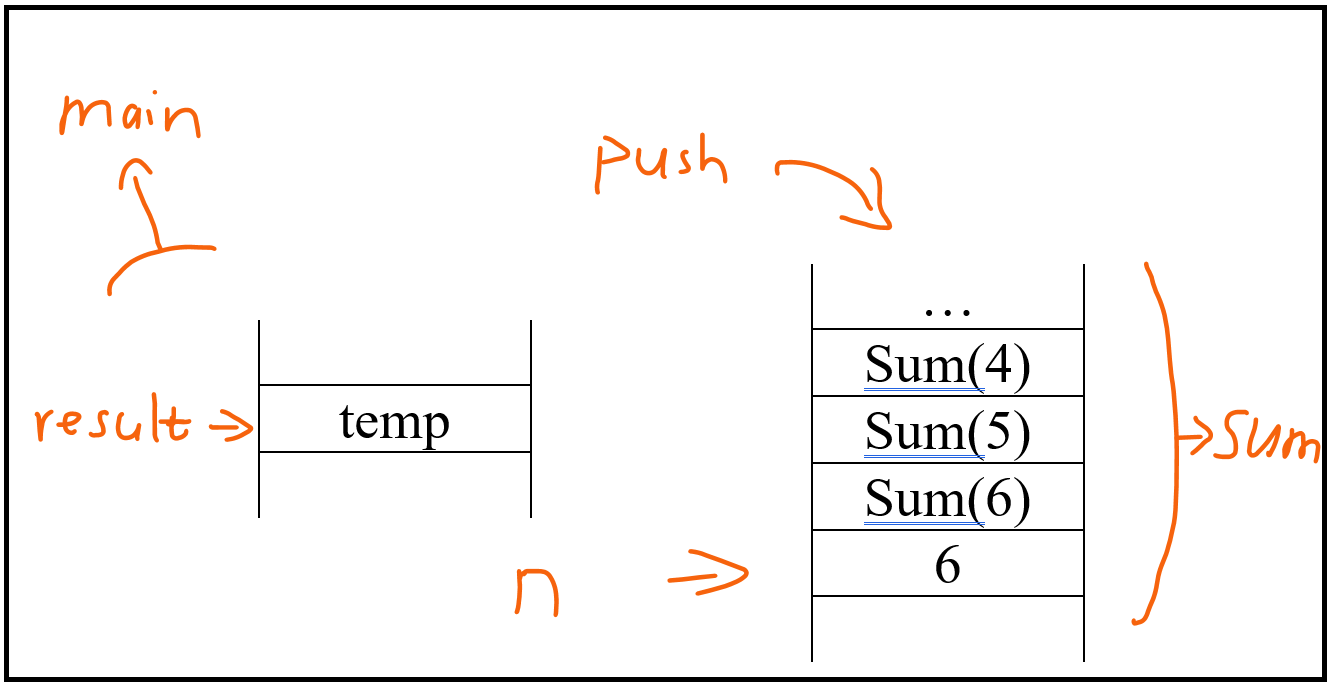 main
push
...
Sum(4)
result
temp
Sum(5)
sum
Sum(6)
n
6